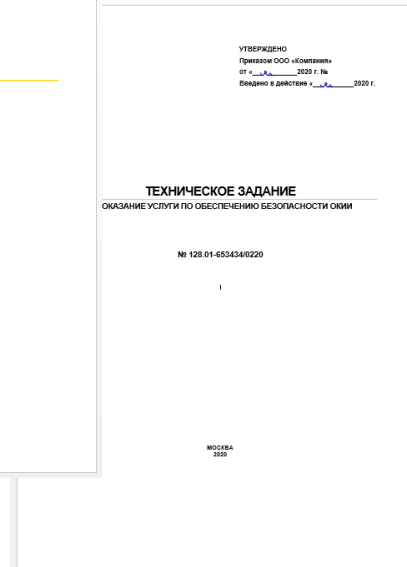 УТВЕРЖДЕНО
Приказом ООО «Компания»
от «___»________2020 г. №
Введено в действие «___»________2020 г.
ТЕХНИЧЕСКОЕ ЗАДАНИЕ
ОКАЗАНИЕ УСЛУГИ ПО ОБЕСПЕЧЕНИЮ БЕЗОПАСНОСТИ ОКИИ
№ 128.01-653434/0220
МОСКВА
2020